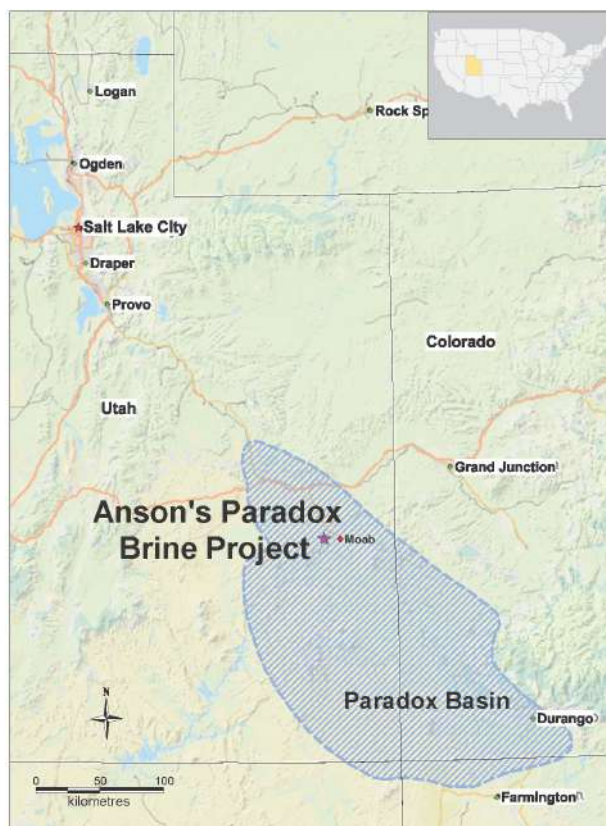 Logan
Rock Sp
Ogden
Salt Lake City
Draper
Provo
Colorado
Utah
Grand Junction
Anson's Paradox
Brine Project
Moab
Paradox Basin
Durango
N
0 50 100
kilometres
Farmington